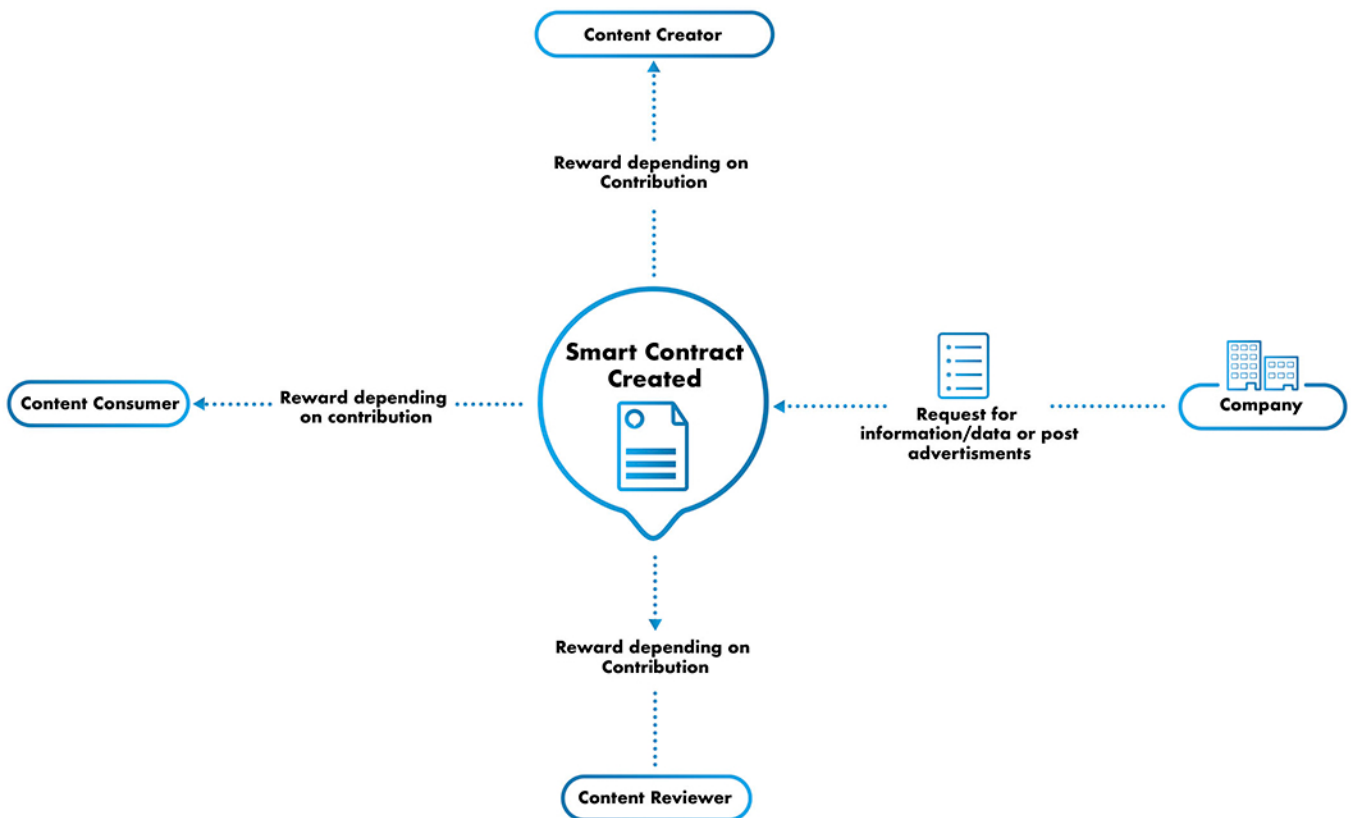 Content Creator
Reward depending on
Contribution
Smart Contract
Created
Content Consumer
Reward depending
on contribution
Request for
information/data or post
advertisments
Company
Reward depending on
Contribution
Content Reviewer